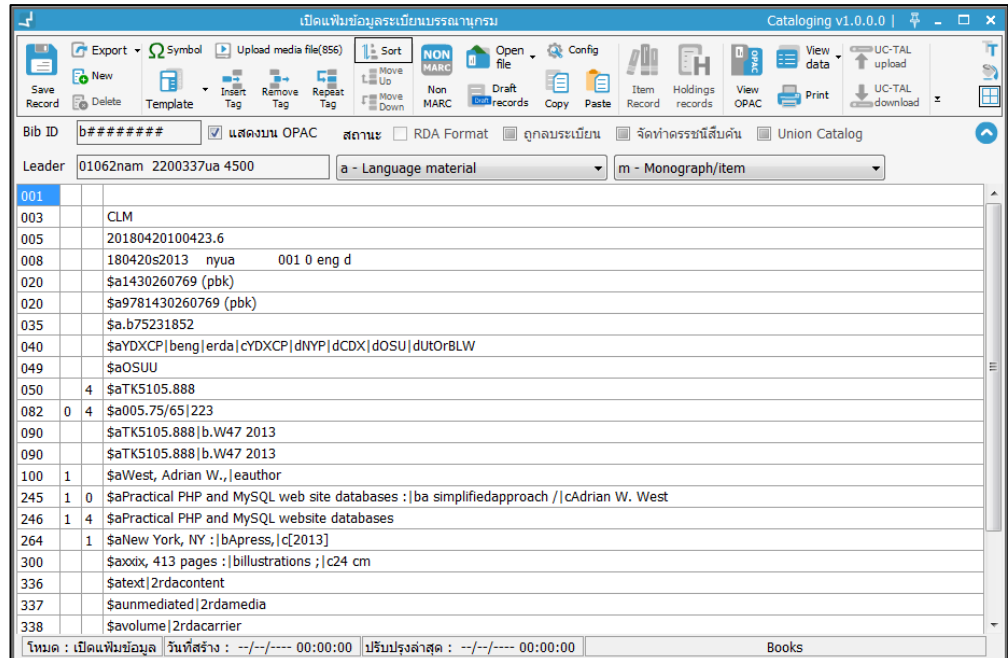 เปิดแฟ้มข้อมูลระเบียนบรรณานุกรม Cataloging v1.0.0.0 |
Save Record
Export
New
Delete
Symbol
Template
Upload media file(856)
Insert Tag
Remove Tag
Repeat Tag
Sort
Move Up
Move Down
NON MARC
Non MARC
Open file
Draft Draft records
Config
Copy
Paste
Item Record
Holdings records
OPAC
View OPAC
View data
Print
UC-TAL upload
UC-TAL download
Bib ID b######## แสดงบน OPAC สถานะ RDA Format ถูกลบระเบียน จัดทำดรรชนีสืบค้น Union Catalog
Leader 01062nam 2200337ua 4500 a - Language material m - Monograph/item
001
003 CLM
005 20180420100423.6
008 180420s2013 nyua 001 0 eng d
020 $a1430260769 (pbk)
020 $a9781430260769 (pbk)
035 $a.b75231852
040 $aYDXCP|beng|erda|cYDXCP|dNYP|dCDX|dOSU|dUtOrBLW
049 $aOSUU
050 4 $aTK5105.888
082 0 4 $a005.75/65|223
090 $aTK5105.888|b.W47 2013
090 $aTK5105.888|b.W47 2013
100 1 $aWest, Adrian W.,|eauthor
245 1 0 $aPractical PHP and MySQL web site databases :|ba simplifiedapproach /|cAdrian W. West
246 1 4 $aPractical PHP and MySQL website databases
264 1 $aNew York, NY :|bApress,|c[2013]
300 $axxix, 413 pages :|billustrations ;|c24 cm
336 $atext|2rdacontent
337 $aunmediated|2rdamedia
338 $avolume|2rdacarrier
โหมด : เปิดแฟ้มข้อมูล วันที่สร้าง : --/--/---- 00:00:00 ปรับปรุงล่าสุด : --/--/---- 00:00:00 Books